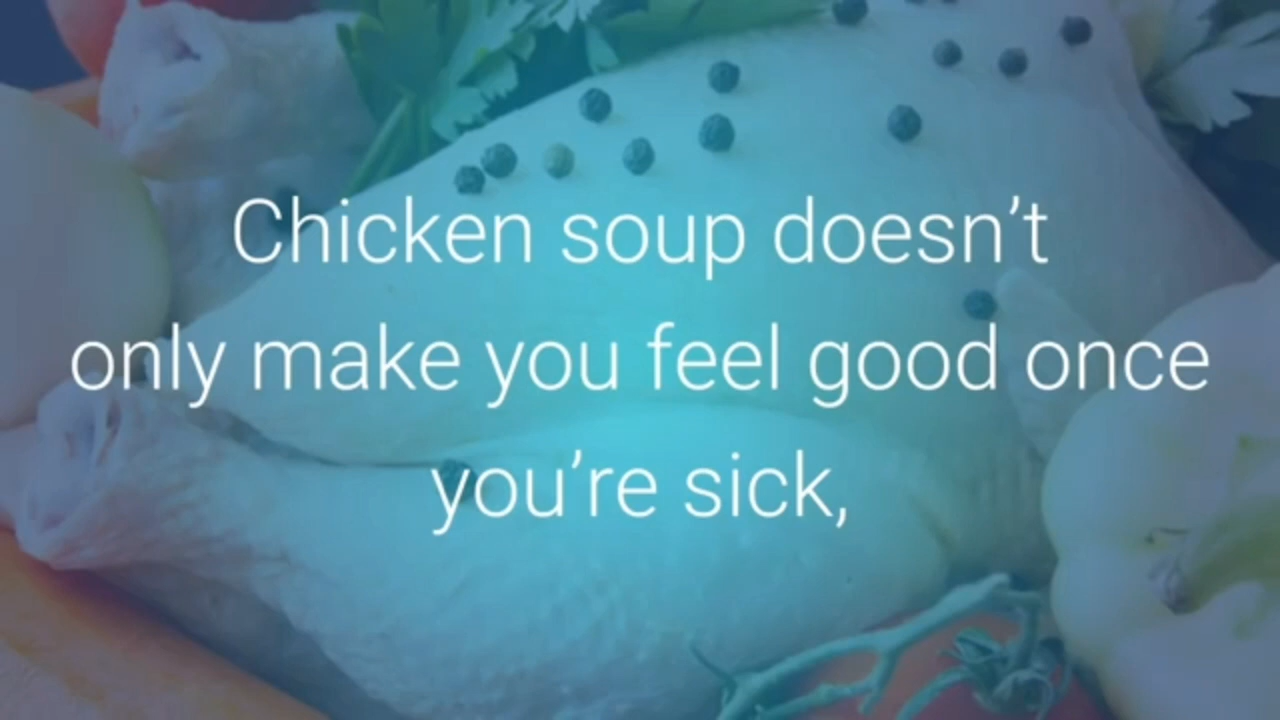 Chicken soup doesn’t
only make you feel good once
you’re sick,